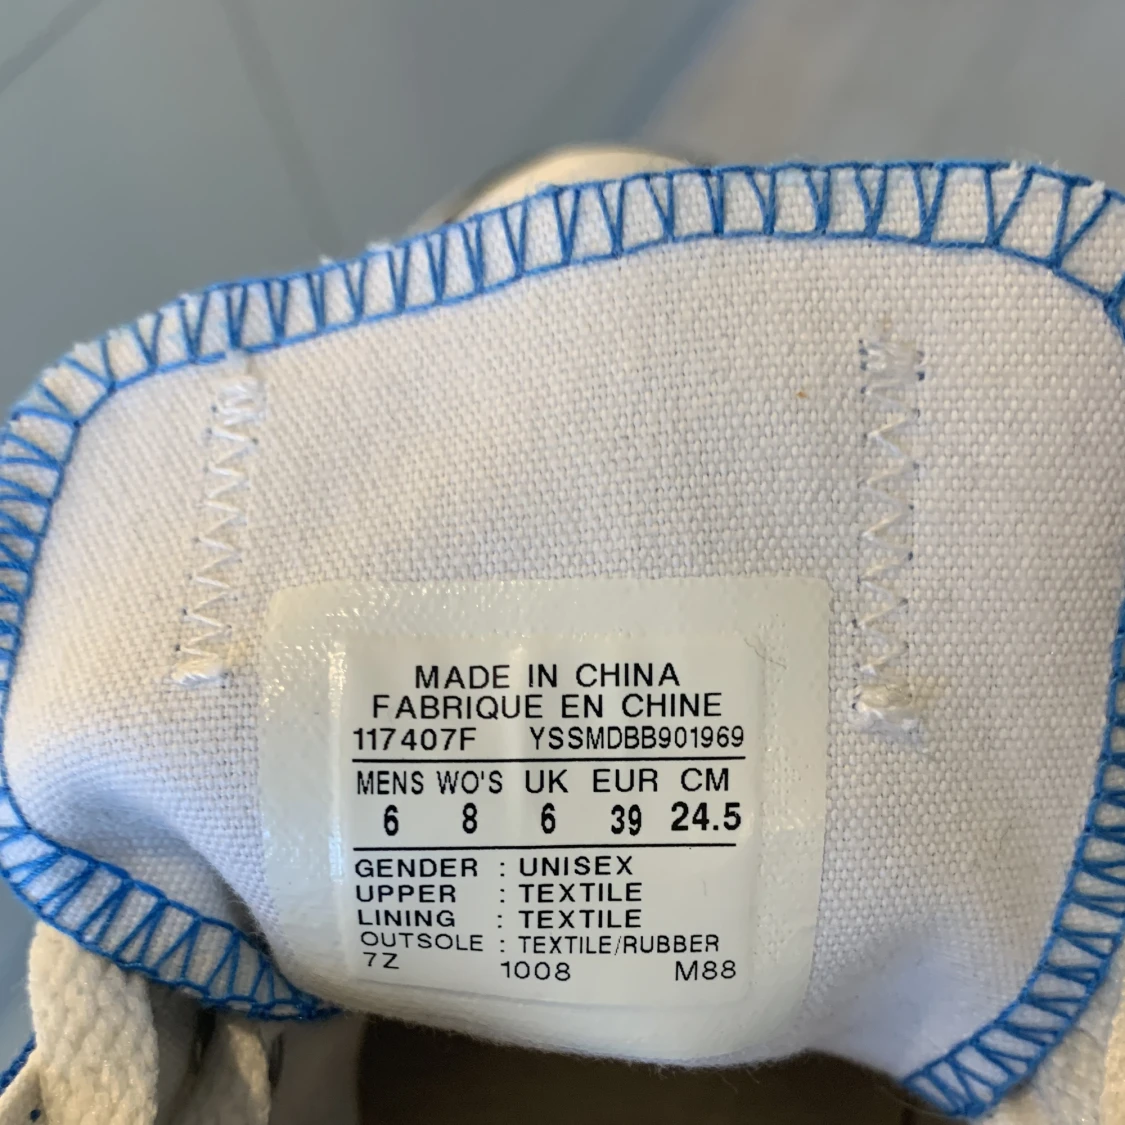 MADE IN CHINA
FABRIQUE EN CHINE
117407F YSSMDBB901969
MENS WO'S UK EUR CM
6 8 6 39 24.5
GENDER : UNISEX
UPPER : TEXTILE
LINING : TEXTILE
OUTSOLE : TEXTILE/RUBBER
7Z 1008 M88